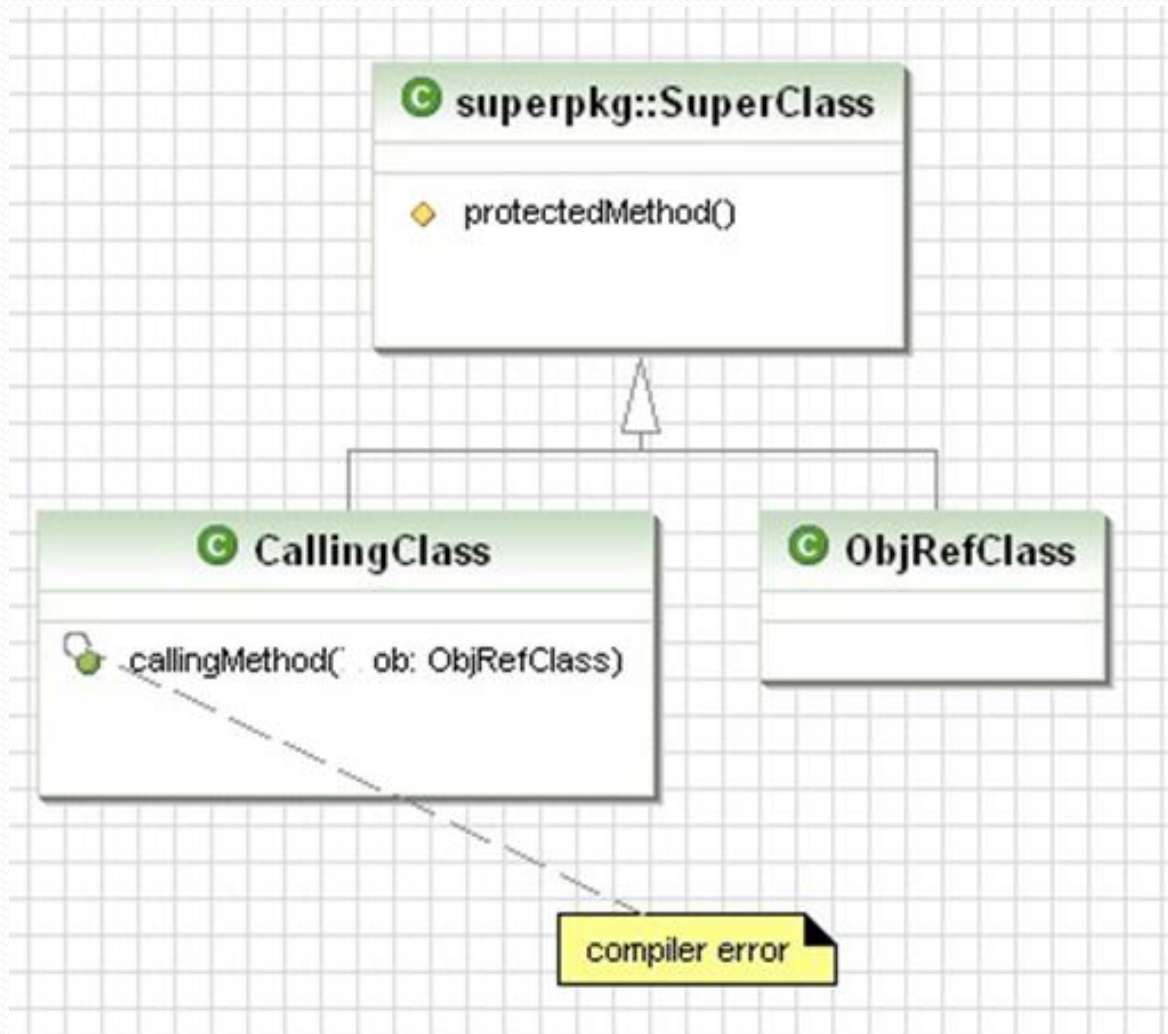 C superpkg::SuperClass
protectedMethod()
C CallingClass
callingMethod( ob: ObjRefClass)
C ObjRefClass
compiler error